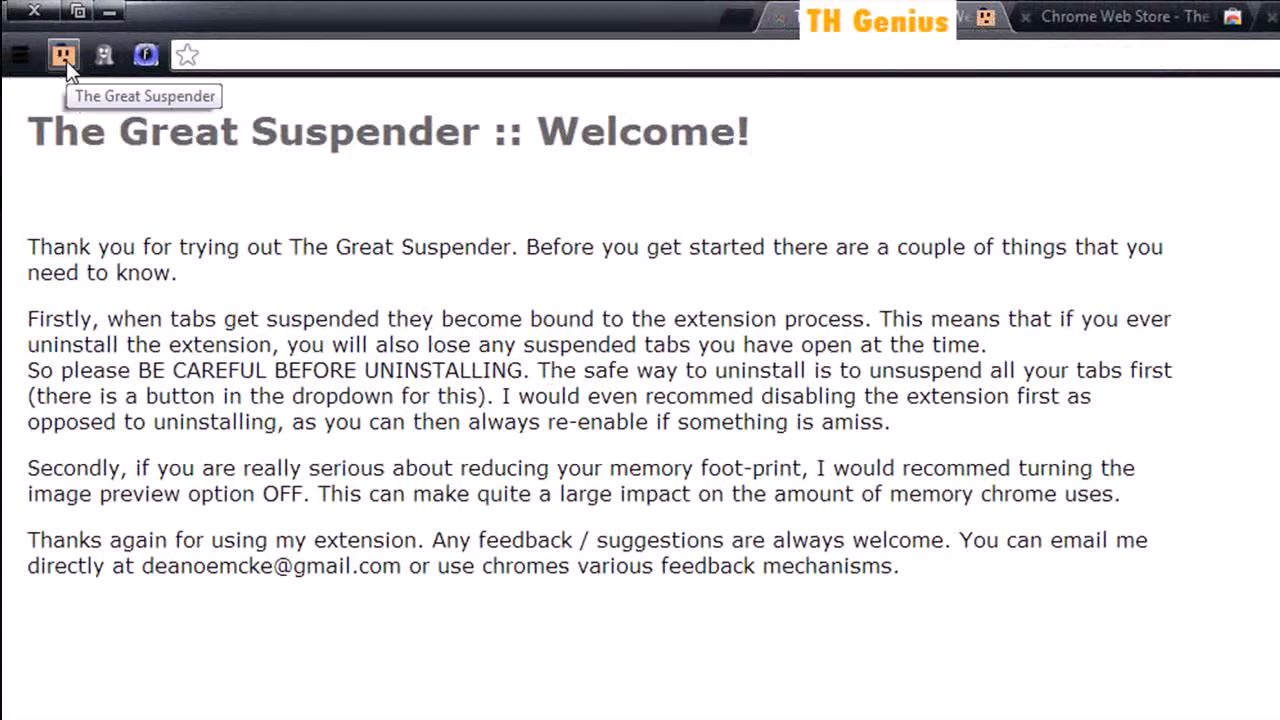 TH Genius
Chrome Web Store - The
The Great Suspender
The Great Suspender :: Welcome!
Thank you for trying out The Great Suspender. Before you get started there are a couple of things that you
need to know.
Firstly, when tabs get suspended they become bound to the extension process. This means that if you ever
uninstall the extension, you will also lose any suspended tabs you have open at the time.
So please BE CAREFUL BEFORE UNINSTALLING. The safe way to uninstall is to unsuspend all your tabs first
(there is a button in the dropdown for this). I would even recommed disabling the extension first as
opposed to uninstalling, as you can then always re-enable if something is amiss.
Secondly, if you are really serious about reducing your memory foot-print, I would recommed turning the
image preview option OFF. This can make quite a large impact on the amount of memory chrome uses.
Thanks again for using my extension. Any feedback / suggestions are always welcome. You can email me
directly at deanoemcke@gmail.com or use chromes various feedback mechanisms.